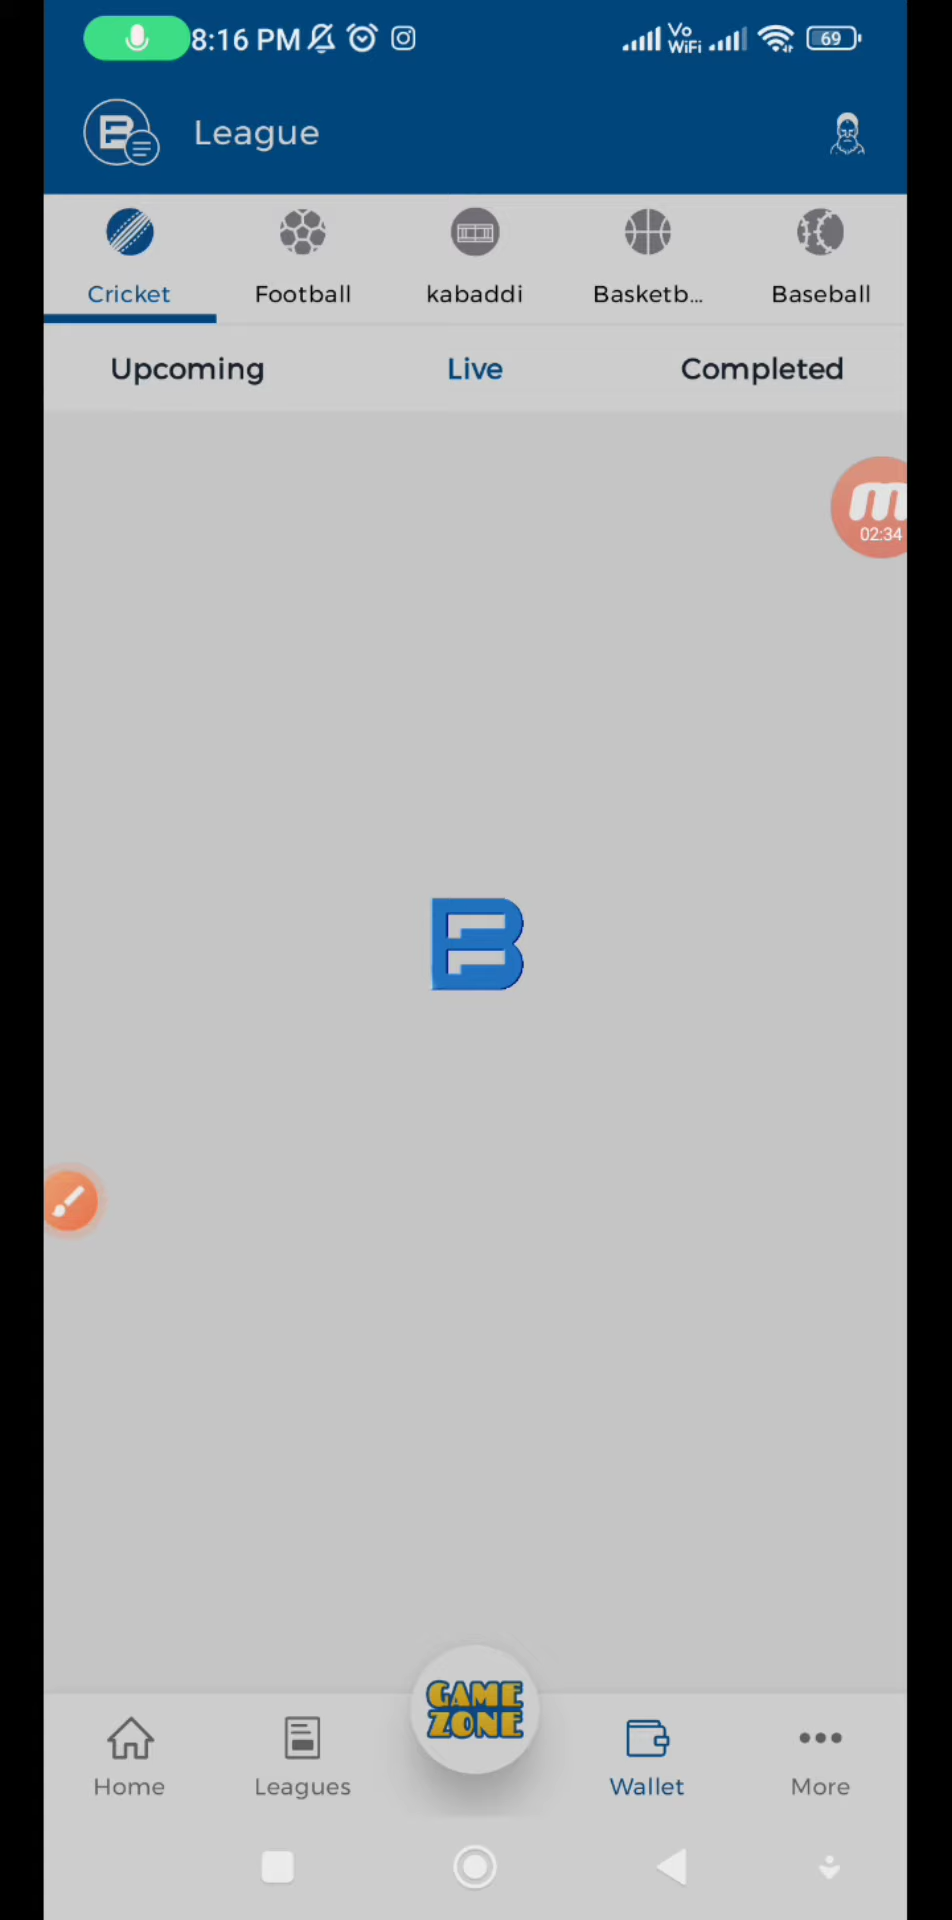 8:16 PM
Vo
WiFi
69
League
Cricket
Football
kabaddi
Basketb...
Baseball
Upcoming
Live
Completed
02:34
B
GAME
ZONE
Home
Leagues
Wallet
More